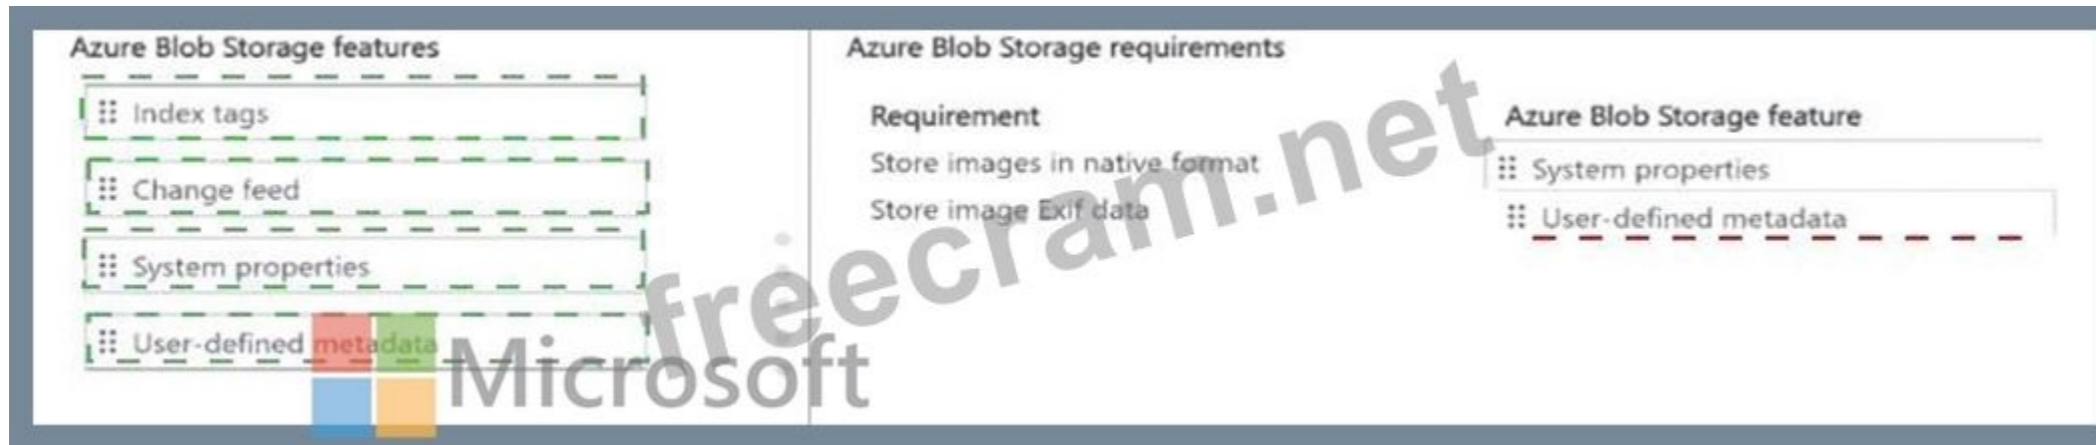 Azure Blob Storage features
Index tags
Change feed
System properties
User-defined metadata
Azure Blob Storage requirements
Requirement
Azure Blob Storage feature
Store images in native format
System properties
Store image Exif data
User-defined metadata
freecram.net
Microsoft